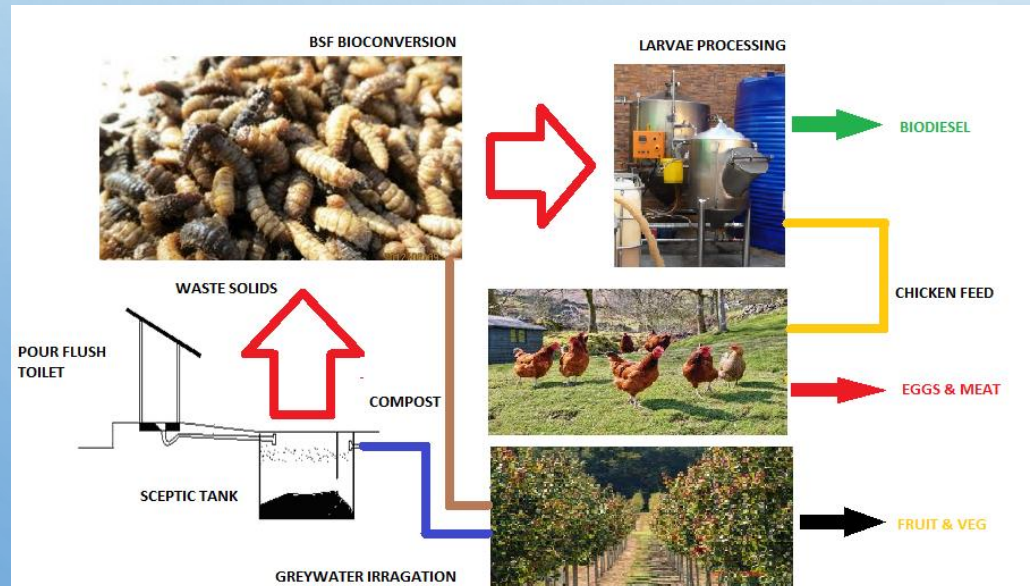 BSF BIOCONVERSION
LARVAE PROCESSING
BIODIESEL
WASTE SOLIDS
CHICKEN FEED
POUR FLUSH
TOILET
COMPOST
EGGS & MEAT
SCEPTIC TANK
FRUIT & VEG
GREYWATER IRRAGATION